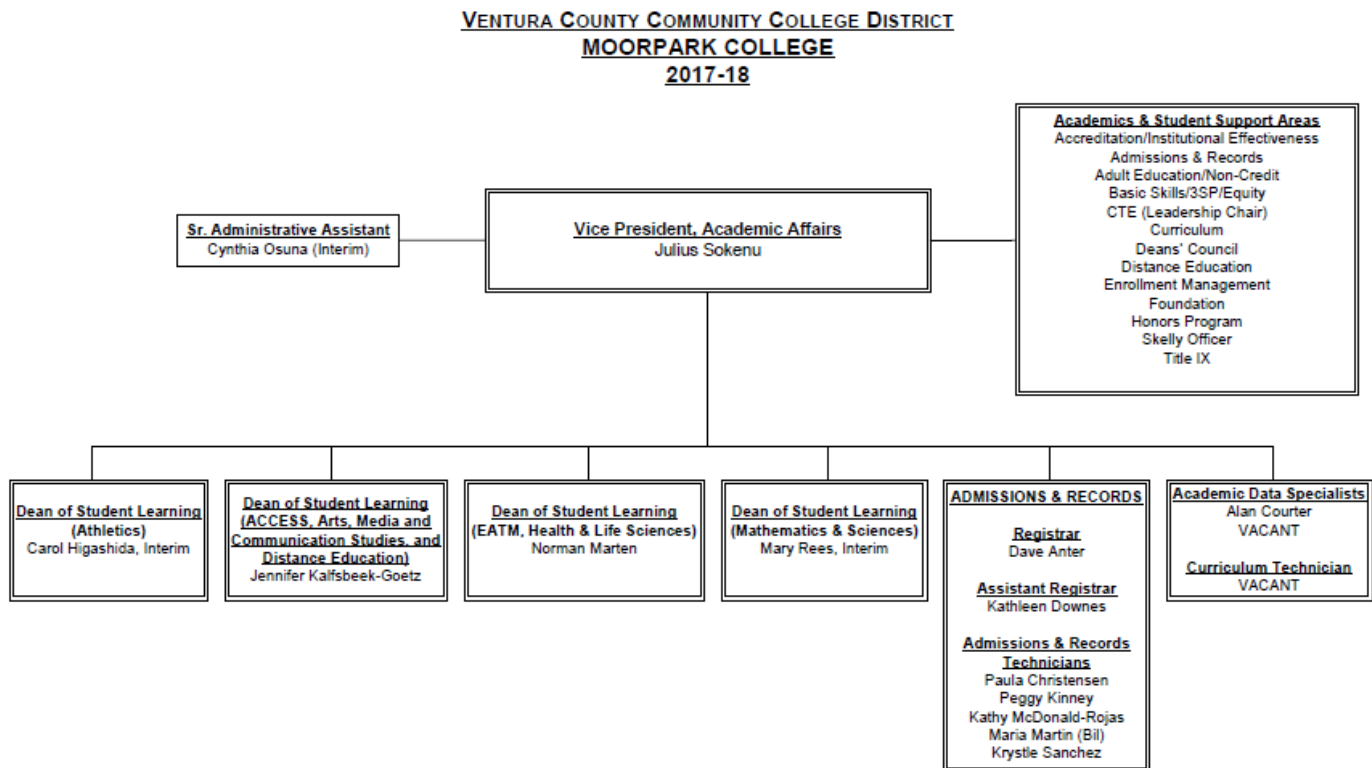 VENTURA COUNTY COMMUNITY COLLEGE DISTRICT
MOORPARK COLLEGE
2017-18
Academics & Student Support Areas
Accreditation/Institutional Effectiveness
Admissions & Records
Adult Education/Non-Credit
Basic Skills/3SP/Equity
CTE (Leadership Chair)
Curriculum
Deans' Council
Distance Education
Enrollment Management
Foundation
Honors Program
Skelly Officer
Title IX
Sr. Administrative Assistant
Cynthia Osuna (Interim)
Vice President, Academic Affairs
Julius Sokenu
Dean of Student Learning
(Athletics)
Carol Higashida, Interim
Dean of Student Learning
(ACCESS, Arts, Media and
Communication Studies, and
Distance Education)
Jennifer Kalfsbeek-Goetz
Dean of Student Learning
(EATM, Health & Life Sciences)
Norman Marten
Dean of Student Learning
(Mathematics & Sciences)
Mary Rees, Interim
ADMISSIONS & RECORDS
Registrar
Dave Anter
Assistant Registrar
Kathleen Downes
Admissions & Records
Technicians
Paula Christensen
Peggy Kinney
Kathy McDonald-Rojas
Maria Martin (Bil)
Krystle Sanchez
Academic Data Specialists
Alan Courter
VACANT
Curriculum Technician
VACANT